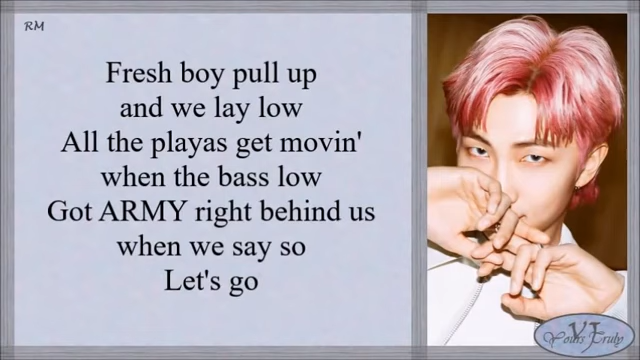 RM
Fresh boy pull up
and we lay low
All the playas get movin'
when the bass low
Got ARMY right behind us
when we say so
Let's go
VJ
Yours Truly